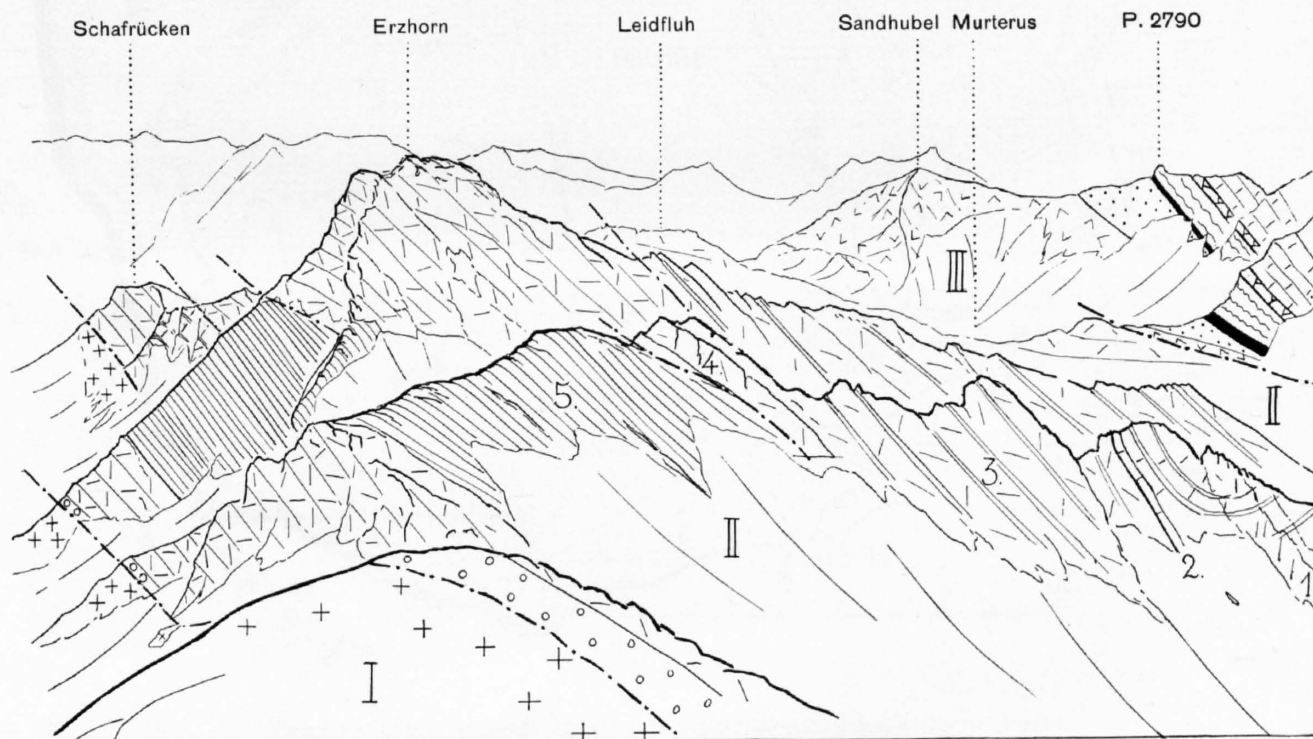 Schafrücken Erzhorn Leidfluh Sandhubel Murterus P. 2790
III
4
5.
II
3.
II
2.
1
I